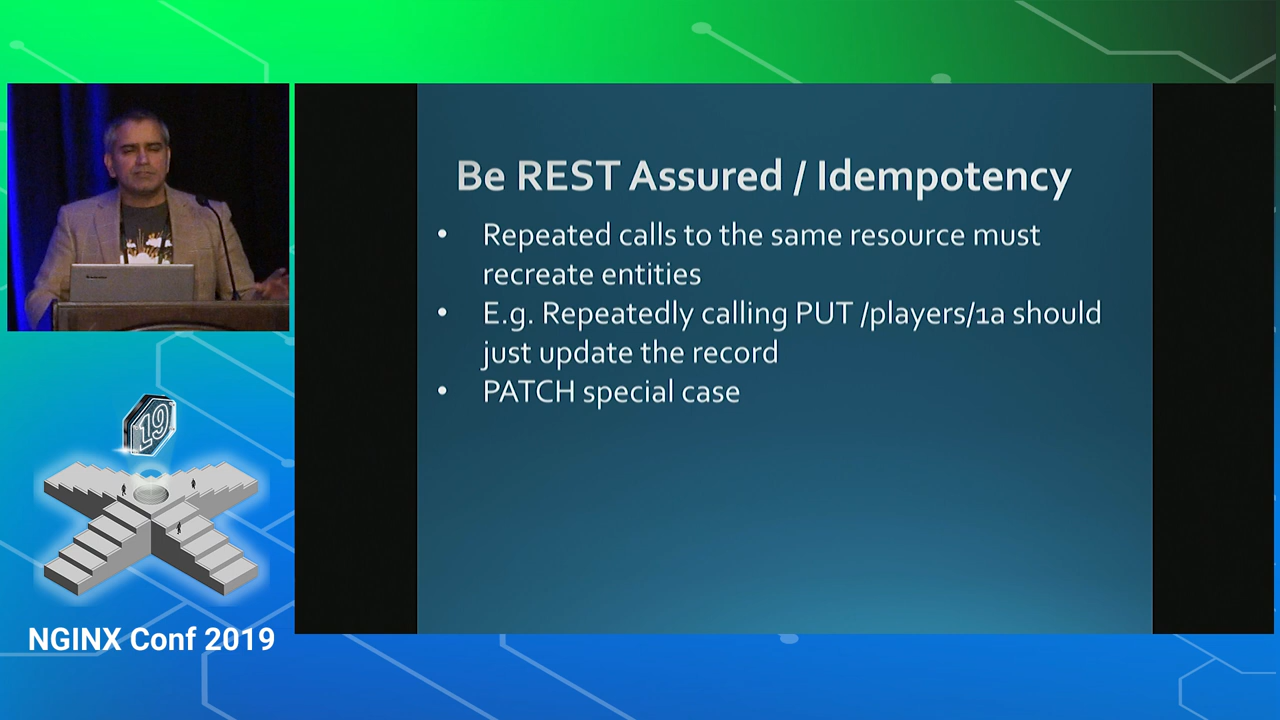 Be REST Assured / Idempotency
• Repeated calls to the same resource must
recreate entities
• E.g. Repeatedly calling PUT /players/1a should
just update the record
• PATCH special case
19
NGINX Conf 2019